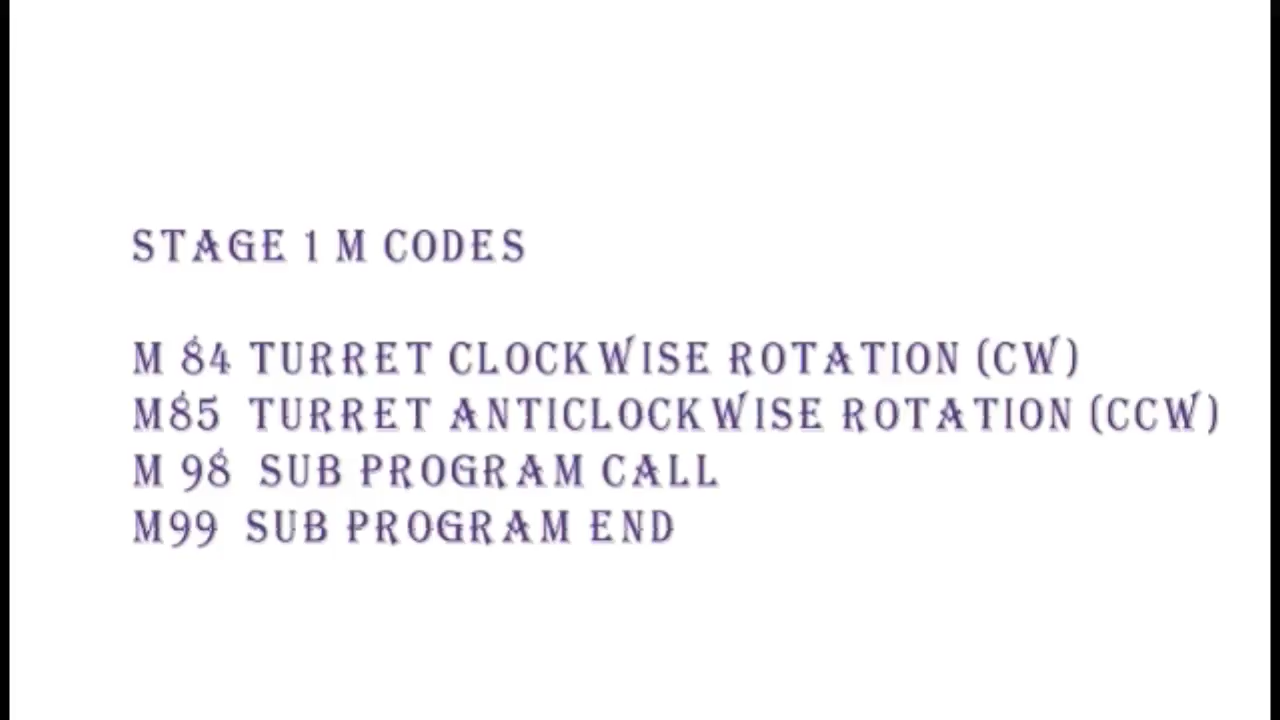 STAGE 1 M CODES
M 84 TURRET CLOCKWISE ROTATION (CW)
M85 TURRET ANTICLOCKWISE ROTATION (CCW)
M 98 SUB PROGRAM CALL
M99 SUB PROGRAM END